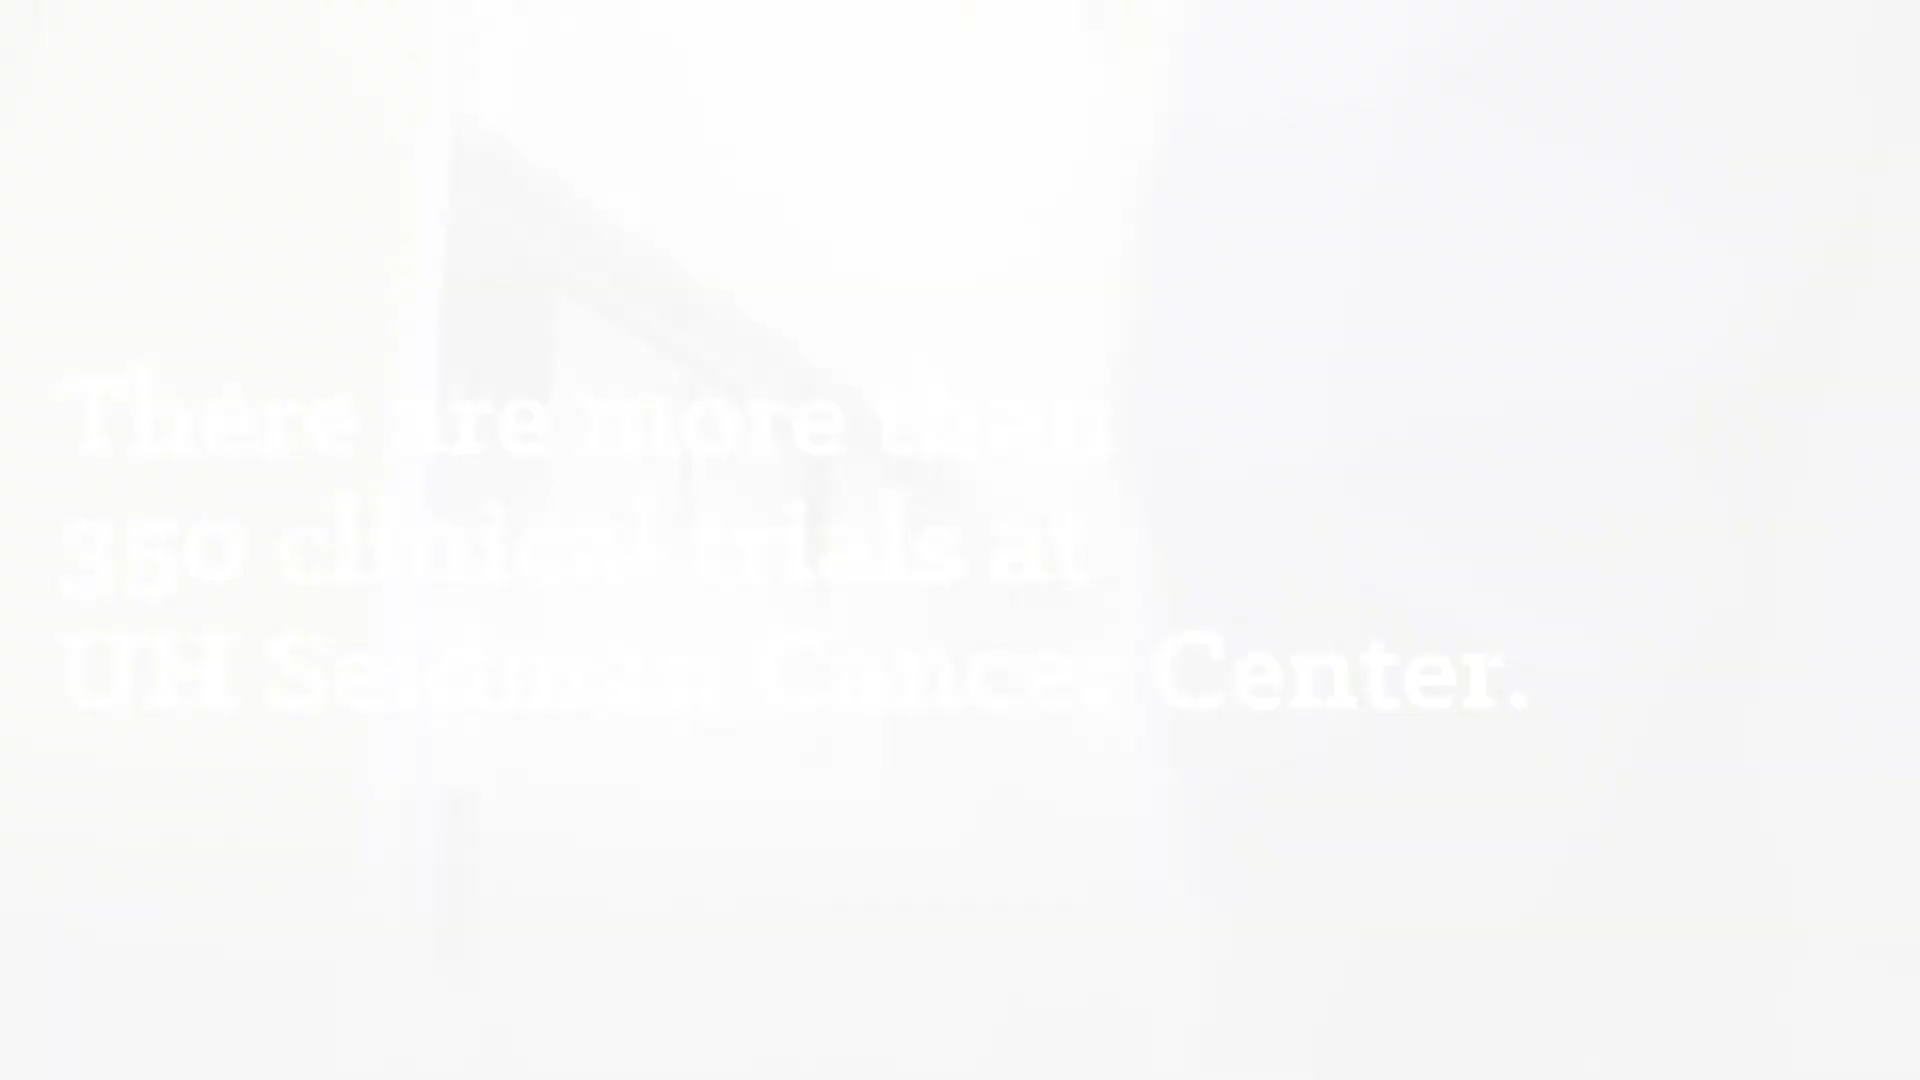 There are more than
350 clinical trials at
UH Seidman Cancer Center.